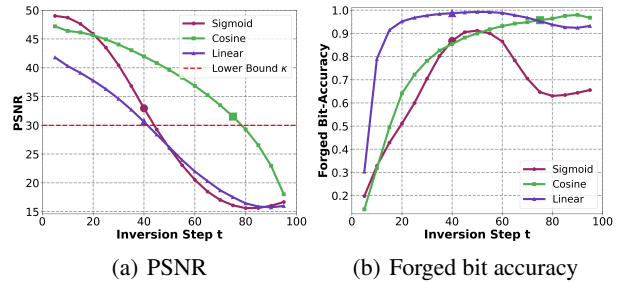 50
45
40
35
30
25
20
15
PSNR
Sigmoid
Cosine
Linear
Lower Bound κ
0 20 40 60 80 100
Inversion Step t
(a) PSNR
1.0
0.9
0.8
0.7
0.6
0.5
0.4
0.3
0.2
Forged Bit-Accuracy
Sigmoid
Cosine
Linear
0 20 40 60 80 100
Inversion Step t
(b) Forged bit accuracy